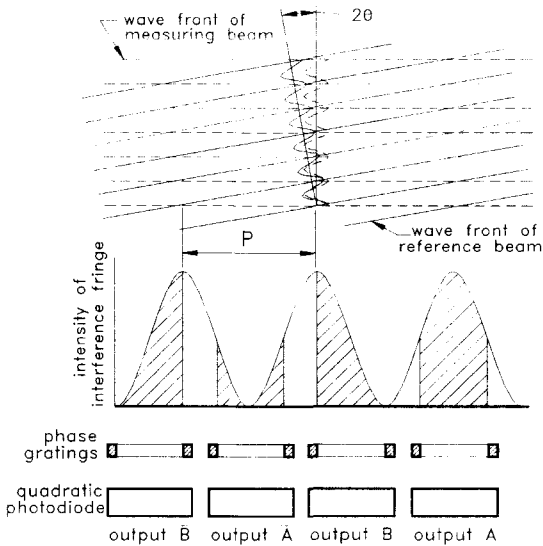 wave front of
measuring beam
2θ
wave front of
reference beam
P
intensity of
interference fringe
phase
gratings
quadratic
photodiode
output B̄
output Ā
output B
output A